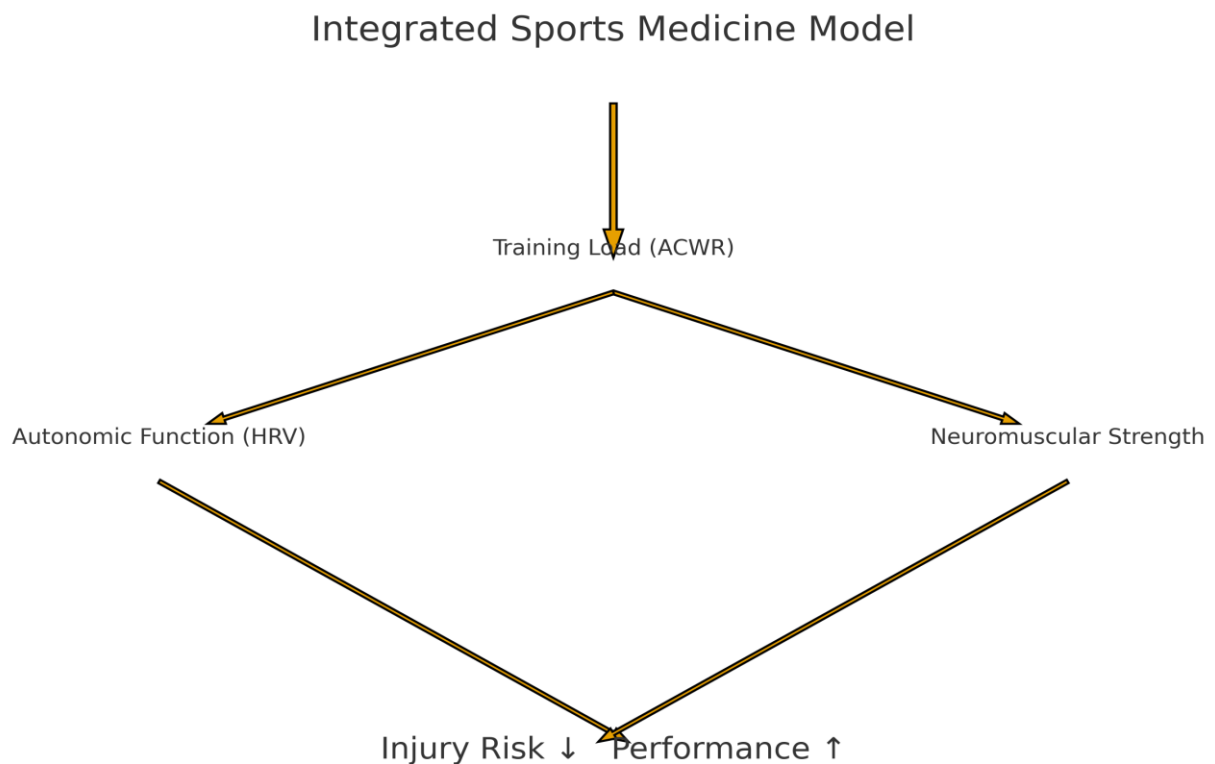 Integrated Sports Medicine Model
Training Load (ACWR)
Autonomic Function (HRV)
Neuromuscular Strength
Injury Risk ↓ Performance ↑